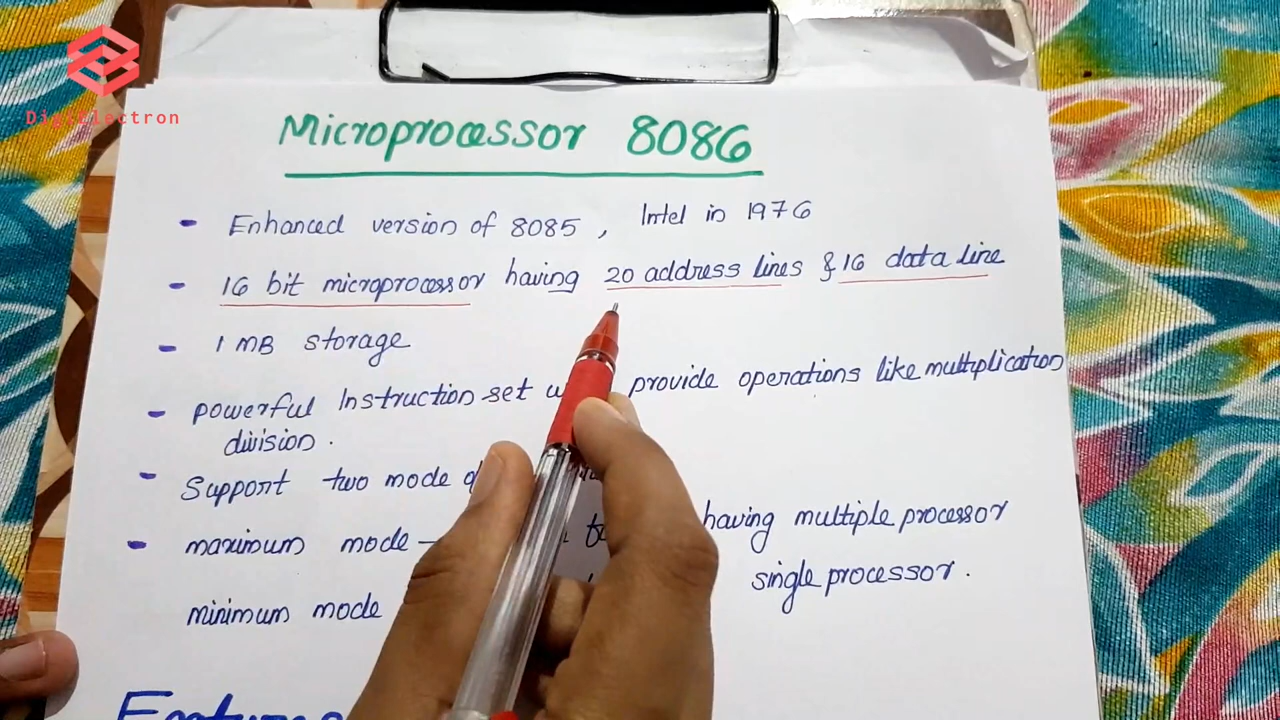 DigiElectron
Microprocessor 8086
- Enhanced version of 8085, Intel in 1976
- 16 bit microprocessor having 20 address lines & 16 data line
- 1 MB storage
- powerful Instruction set provide operations like multiplication
division.
- Support two mode
- maximum mode - having multiple processor
minimum mode single processor.
Features